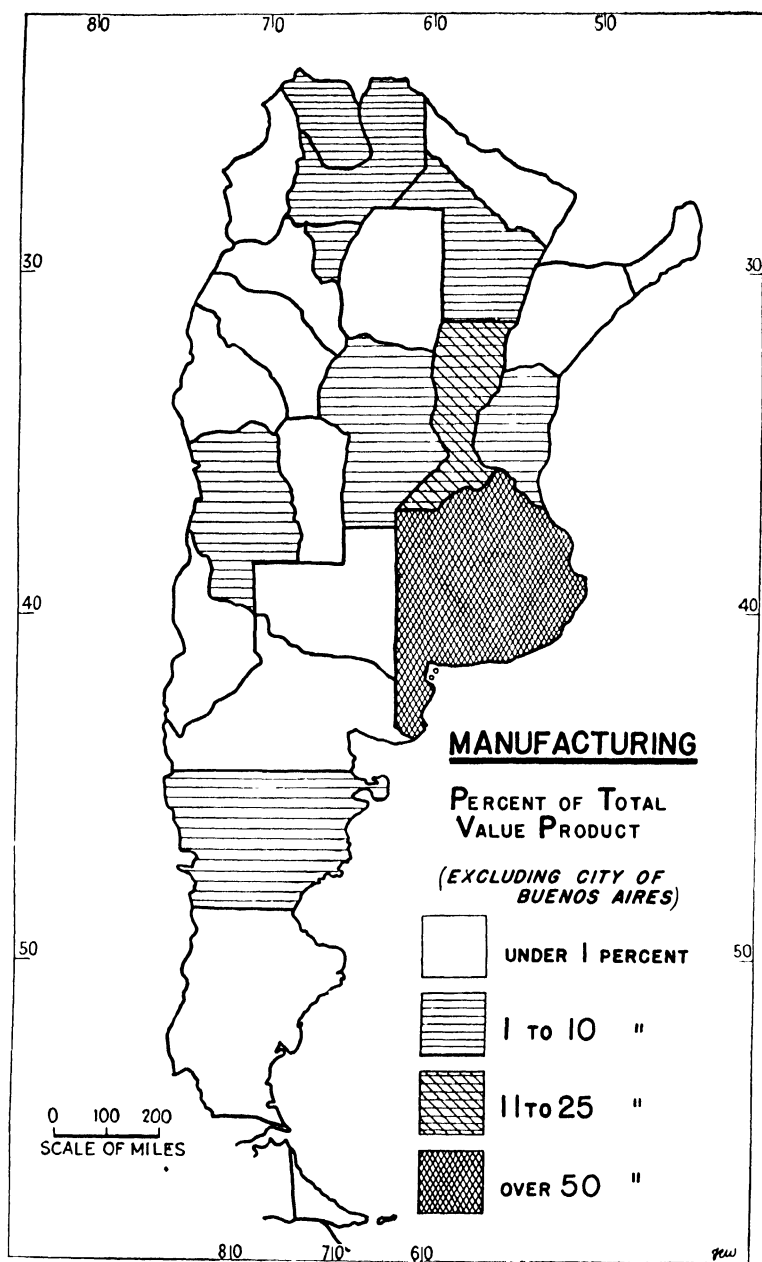 80 70 60 50
30 30
40 40
MANUFACTURING
PERCENT OF TOTAL
VALUE PRODUCT
(EXCLUDING CITY OF
BUENOS AIRES)
UNDER 1 PERCENT
50 50
1 TO 10 "
11 TO 25 "
0 100 200
SCALE OF MILES
OVER 50 "
80 70 60